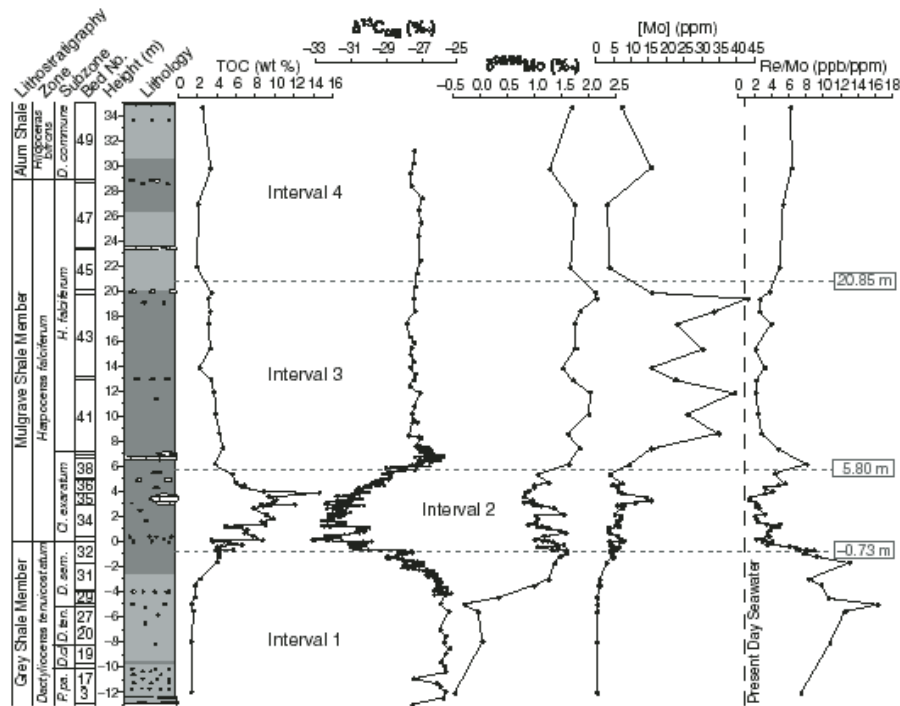 δ¹³Corg (‰)
[Mo] (ppm)
–33 –31 –29 –27 –25
0 5 10 15 20 25 30 35 40 45
Lithostratigraphy
Zone
Subzone
Bed No.
Height (m)
Lithology
TOC (wt %)
δ98/95Mo (‰)
Re/Mo (ppb/ppm)
0 2 4 6 8 10 12 14 16
–0.5 0.0 0.5 1.0 1.5 2.0 2.5
0 2 4 6 8 10 12 14 16 18
Alum Shale
Mulgrave Shale Member
Grey Shale Member
Hildoceras bifrons
Harpoceras falciferum
Dactylioceras tenuicostatum
D. commune
H. falciferum
C. exaratum
D. sem.
D. ten.
D.cl
P.pa.
49
47
45
43
41
38
36
35
34
32
31
29
27
20
19
17
3
34
32
30
28
26
24
22
20
18
16
14
12
10
8
6
4
2
0
–2
–4
–6
–8
–10
–12
Interval 4
20.85 m
Interval 3
5.80 m
Interval 2
–0.73 m
Interval 1
Present Day Seawater